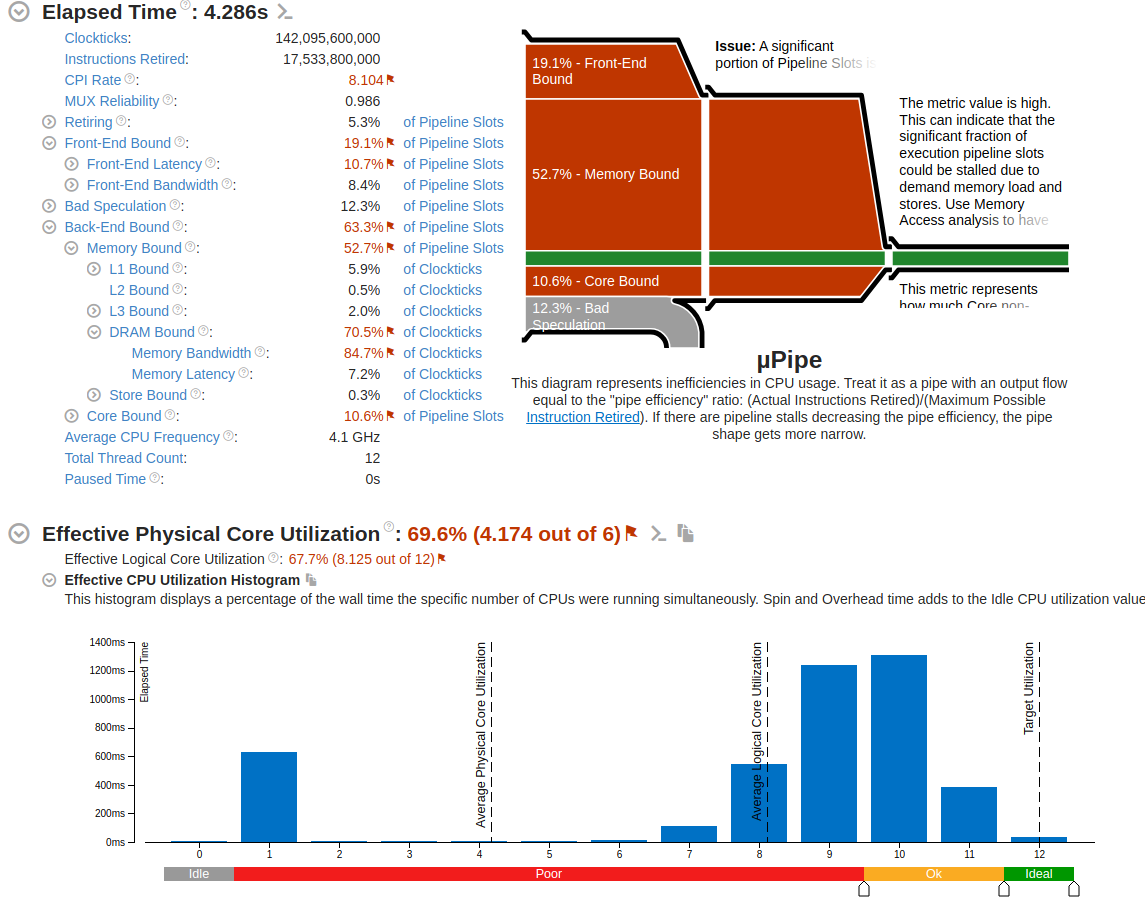 Elapsed Time ?: 4.286s
Clockticks: 142,095,600,000
Instructions Retired: 17,533,800,000
CPI Rate ?: 8.104
MUX Reliability ?: 0.986
Retiring ?: 5.3% of Pipeline Slots
Front-End Bound ?: 19.1% of Pipeline Slots
Front-End Latency ?: 10.7% of Pipeline Slots
Front-End Bandwidth ?: 8.4% of Pipeline Slots
Bad Speculation ?: 12.3% of Pipeline Slots
Back-End Bound ?: 63.3% of Pipeline Slots
Memory Bound ?: 52.7% of Pipeline Slots
L1 Bound ?: 5.9% of Clockticks
L2 Bound ?: 0.5% of Clockticks
L3 Bound ?: 2.0% of Clockticks
DRAM Bound ?: 70.5% of Clockticks
Memory Bandwidth ?: 84.7% of Clockticks
Memory Latency ?: 7.2% of Clockticks
Store Bound ?: 0.3% of Clockticks
Core Bound ?: 10.6% of Pipeline Slots
Average CPU Frequency ?: 4.1 GHz
Total Thread Count: 12
Paused Time ?: 0s
19.1% - Front-End
Bound
52.7% - Memory Bound
10.6% - Core Bound
12.3% - Bad
Speculation
Issue: A significant
portion of Pipeline Slots is
The metric value is high.
This can indicate that the
significant fraction of
execution pipeline slots
could be stalled due to
demand memory load and
stores. Use Memory
Access analysis to have
This metric represents
how much Core non-
µPipe
This diagram represents inefficiencies in CPU usage. Treat it as a pipe with an output flow
equal to the "pipe efficiency" ratio: (Actual Instructions Retired)/(Maximum Possible
Instruction Retired). If there are pipeline stalls decreasing the pipe efficiency, the pipe
shape gets more narrow.
Effective Physical Core Utilization ?: 69.6% (4.174 out of 6)
Effective Logical Core Utilization ?: 67.7% (8.125 out of 12)
Effective CPU Utilization Histogram
This histogram displays a percentage of the wall time the specific number of CPUs were running simultaneously. Spin and Overhead time adds to the Idle CPU utilization value
1400ms
1200ms
1000ms
800ms
600ms
400ms
200ms
0ms
Elapsed Time
Average Physical Core Utilization
Average Logical Core Utilization
Target Utilization
0 1 2 3 4 5 6 7 8 9 10 11 12
Idle Poor Ok Ideal